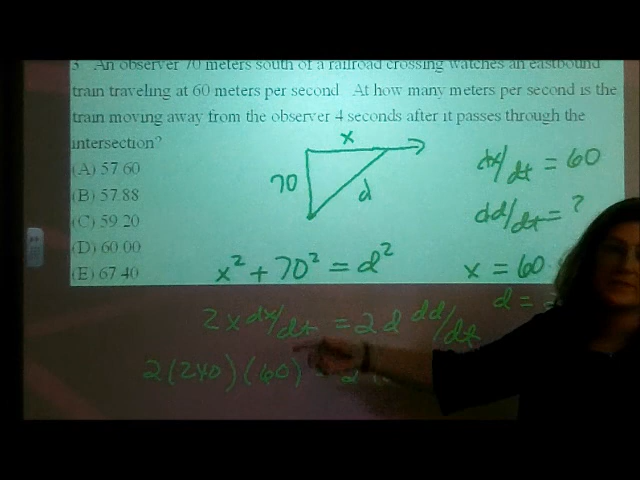 3 An observer 70 meters south of a railroad crossing watches an eastbound
train traveling at 60 meters per second At how many meters per second is the
train moving away from the observer 4 seconds after it passes through the
intersection?
(A) 57.60
(B) 57.88
(C) 59.20
(D) 60.00
(E) 67.40
x
70
d
dx/dt = 60
dd/dt = ?
x² + 70² = d²
x = 60
d = 2
2x dx/dt = 2d dd/dt
2(240)(60) = 2